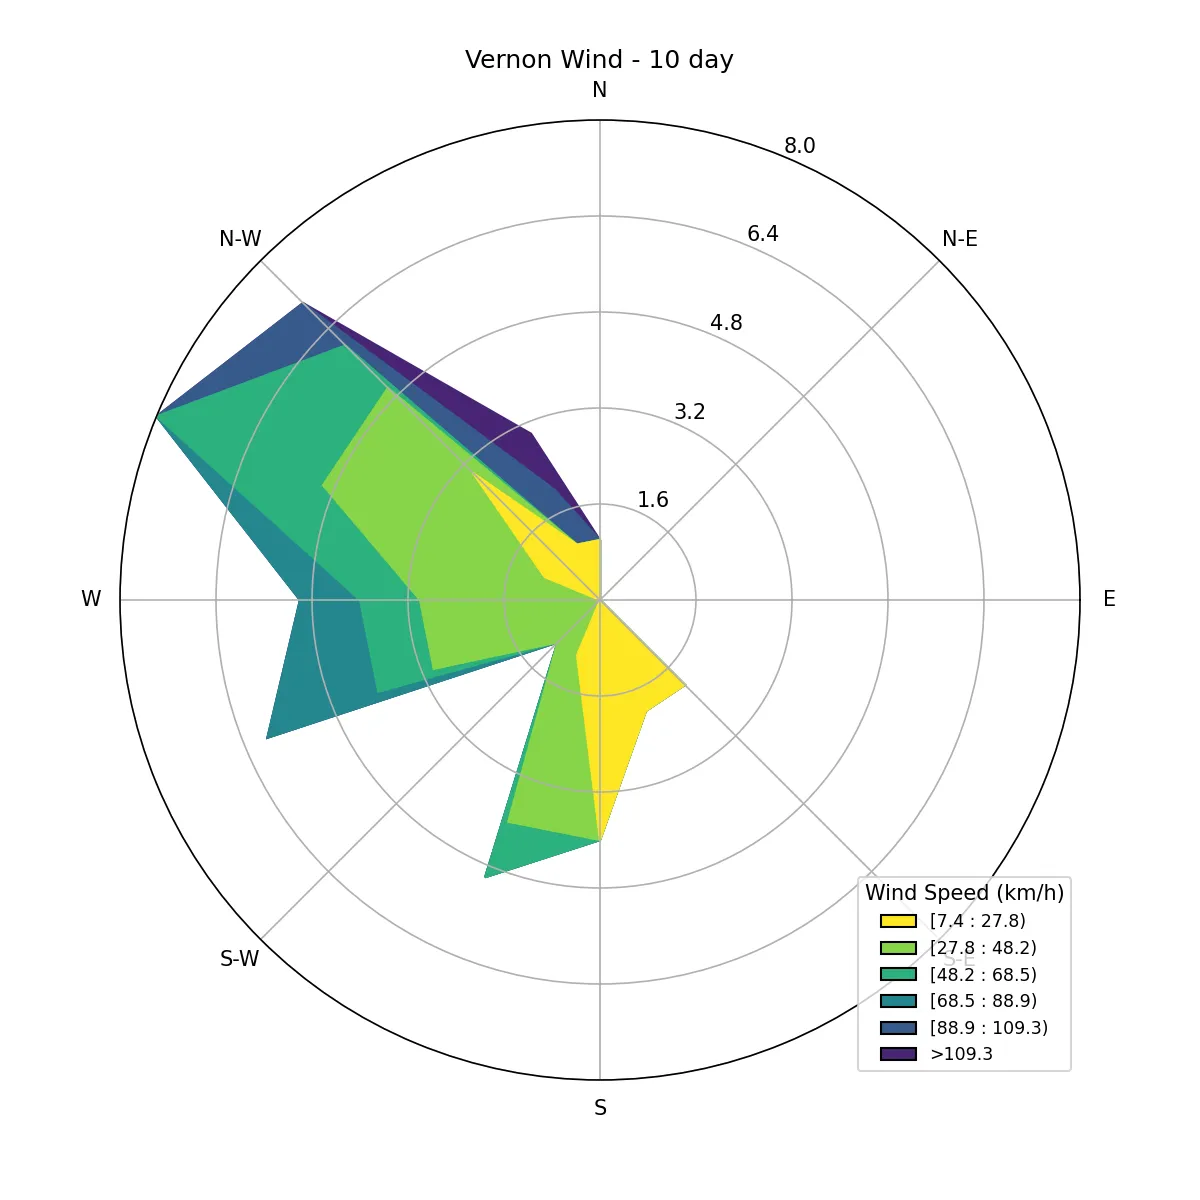 Vernon Wind - 10 day
N
8.0
N-W
N-E
6.4
4.8
3.2
1.6
W
E
S-W
S-E
S
Wind Speed (km/h)
[7.4 : 27.8)
[27.8 : 48.2)
[48.2 : 68.5)
[68.5 : 88.9)
[88.9 : 109.3)
>109.3